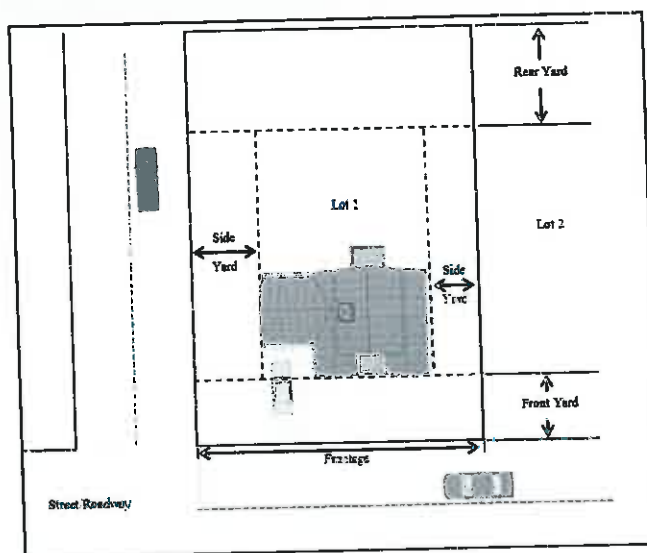 Rear Yard
Lot 1
Lot 2
Side
Yard
Side
Front Yard
Frontage
Street Roadway